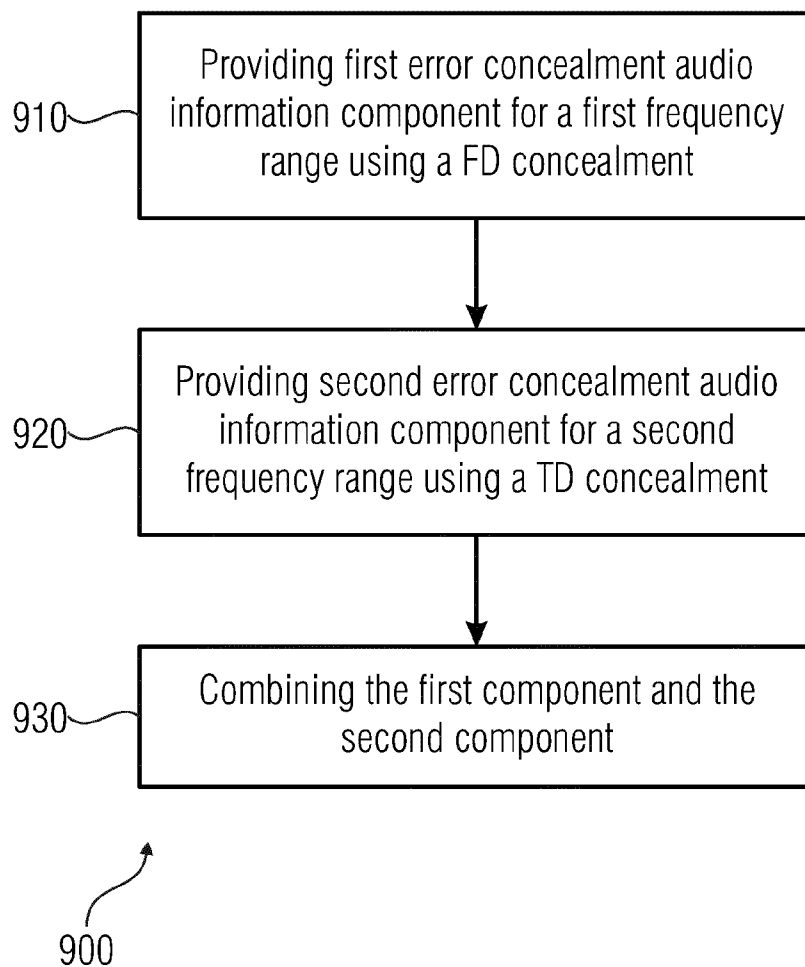 Providing first error concealment audio
information component for a first frequency
range using a FD concealment
910
Providing second error concealment audio
information component for a second
frequency range using a TD concealment
920
Combining the first component and the
second component
930
900